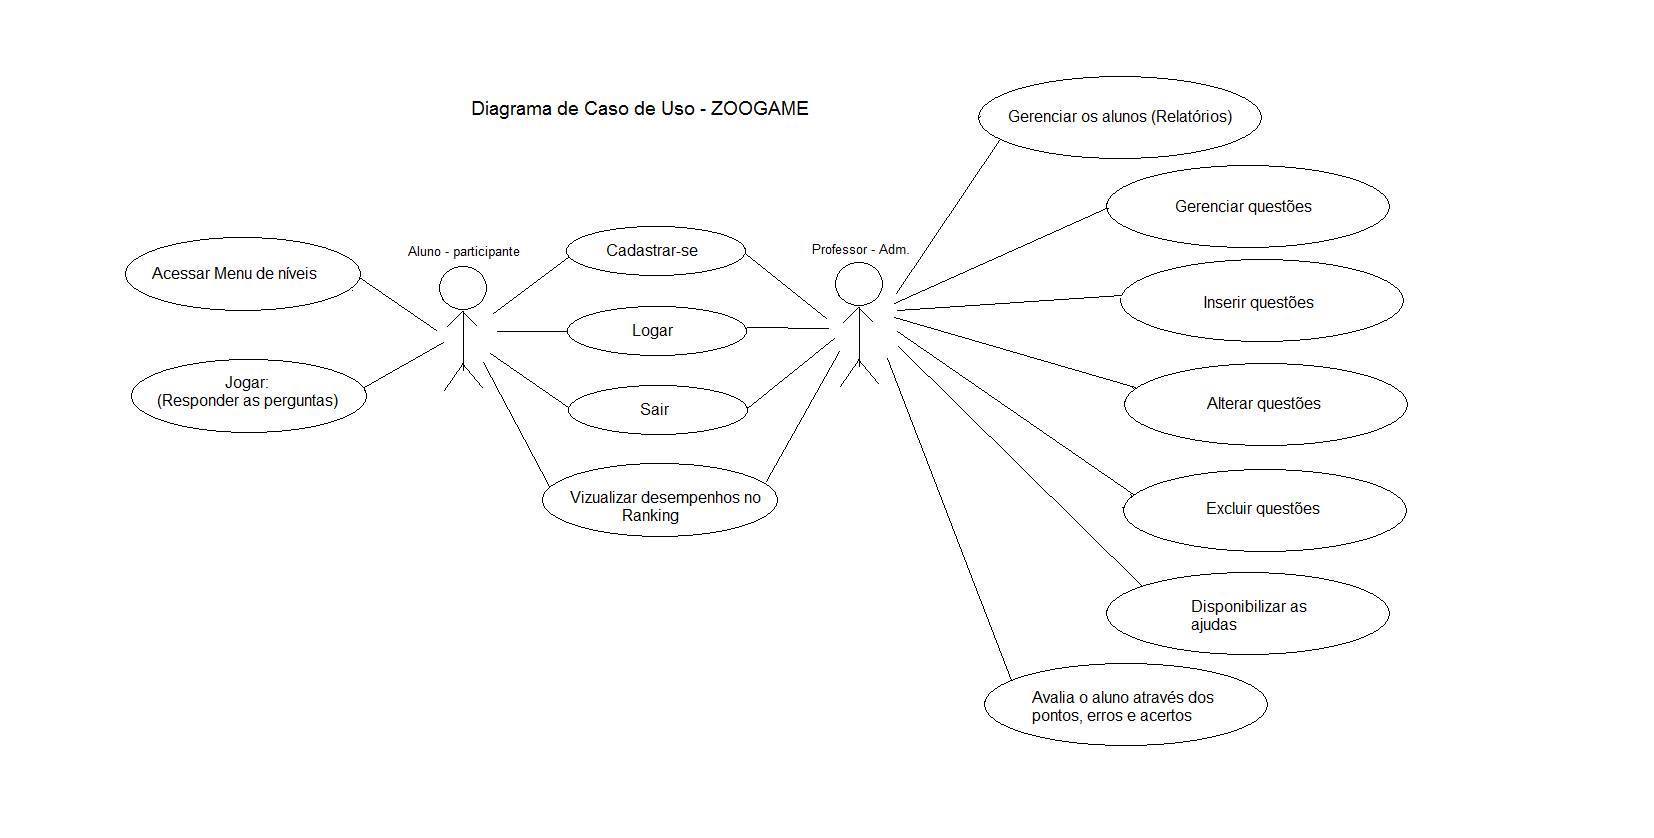 Diagrama de Caso de Uso - ZOOGAME
Gerenciar os alunos (Relatórios)
Gerenciar questões
Aluno - participante
Cadastrar-se
Professor - Adm.
Acessar Menu de níveis
Inserir questões
Logar
Jogar:
(Responder as perguntas)
Sair
Alterar questões
Vizualizar desempenhos no
Ranking
Excluir questões
Disponibilizar as
ajudas
Avalia o aluno através dos
pontos, erros e acertos